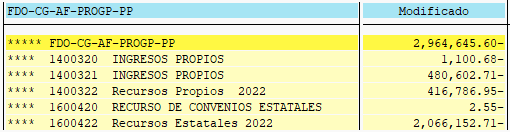 FDO-CG-AF-PROGP-PP Modificado
***** FDO-CG-AF-PROGP-PP 2,964,645.60-
**** 1400320 INGRESOS PROPIOS 1,100.68-
**** 1400321 INGRESOS PROPIOS 480,602.71-
**** 1400322 Recursos Propios 2022 416,786.95-
**** 1600420 RECURSO DE CONVENIOS ESTATALES 2.55-
**** 1600422 Recursos Estatales 2022 2,066,152.71-